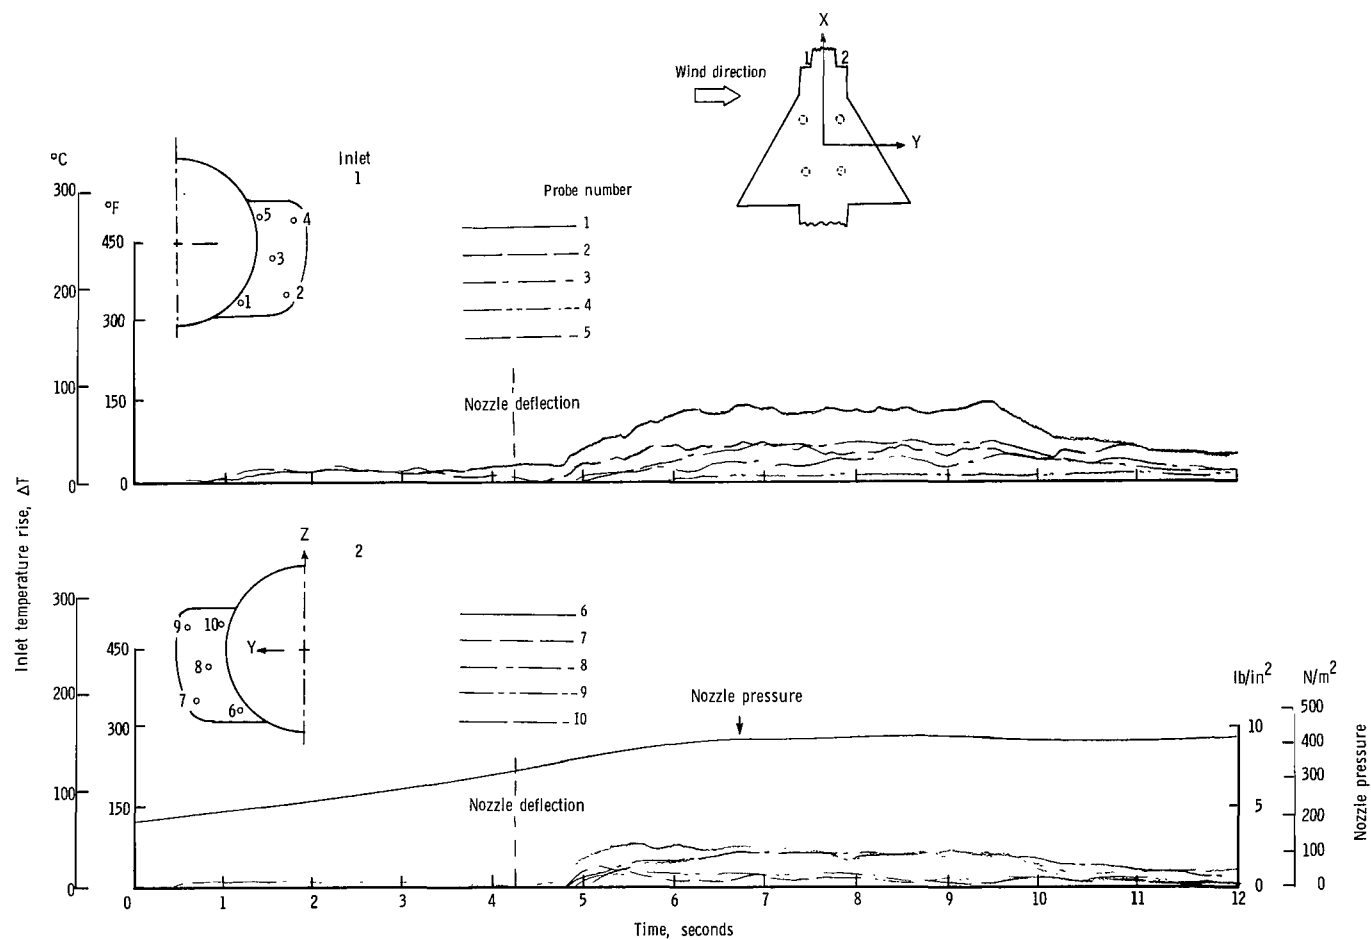 X
1 2
Wind direction
Y
°C
Inlet
1
300
°F
Probe number
5
4
1
450
2
3
3
200
4
1
2
300
5
100
150
Nozzle deflection
0
0
Inlet temperature rise, ΔT
Z
2
300
6
9
10
7
450
Y
8
8
200
7
9
6
10
lb/in2
N/m2
Nozzle pressure
500
300
10
400
300
100
150
Nozzle deflection
5
200
100
0
0
0
Nozzle pressure
0 1 2 3 4 5 6 7 8 9 10 11 12
Time, seconds